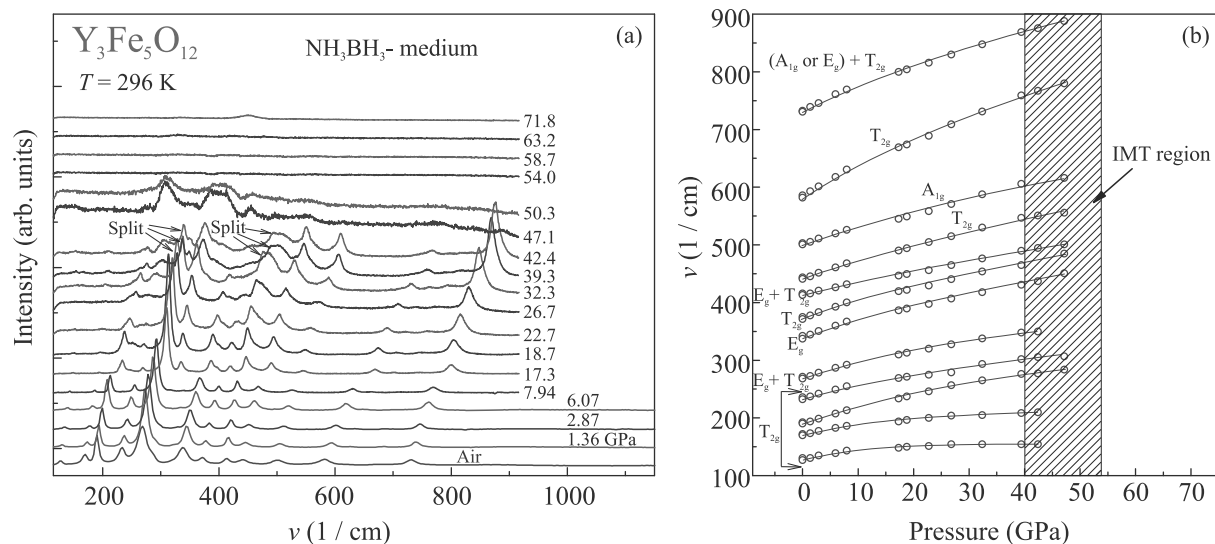 (a)
Y₃Fe₅O₁₂
NH₃BH₃- medium
T = 296 K
Intensity (arb. units)
71.8
63.2
58.7
54.0
50.3
47.1
Split
Split
42.4
39.3
32.3
26.7
22.7
18.7
17.3
7.94
6.07
2.87
1.36 GPa
Air
200
400
600
800
1000
ν (1 / cm)
(b)
900
800
700
600
500
400
300
200
100
ν (1 / cm)
(A₁g or Eg) + T₂g
T₂g
IMT region
A₁g
T₂g
Eg+ T₂g
T₂g
Eg
Eg+ T₂g
T₂g
0
10
20
30
40
50
60
70
Pressure (GPa)